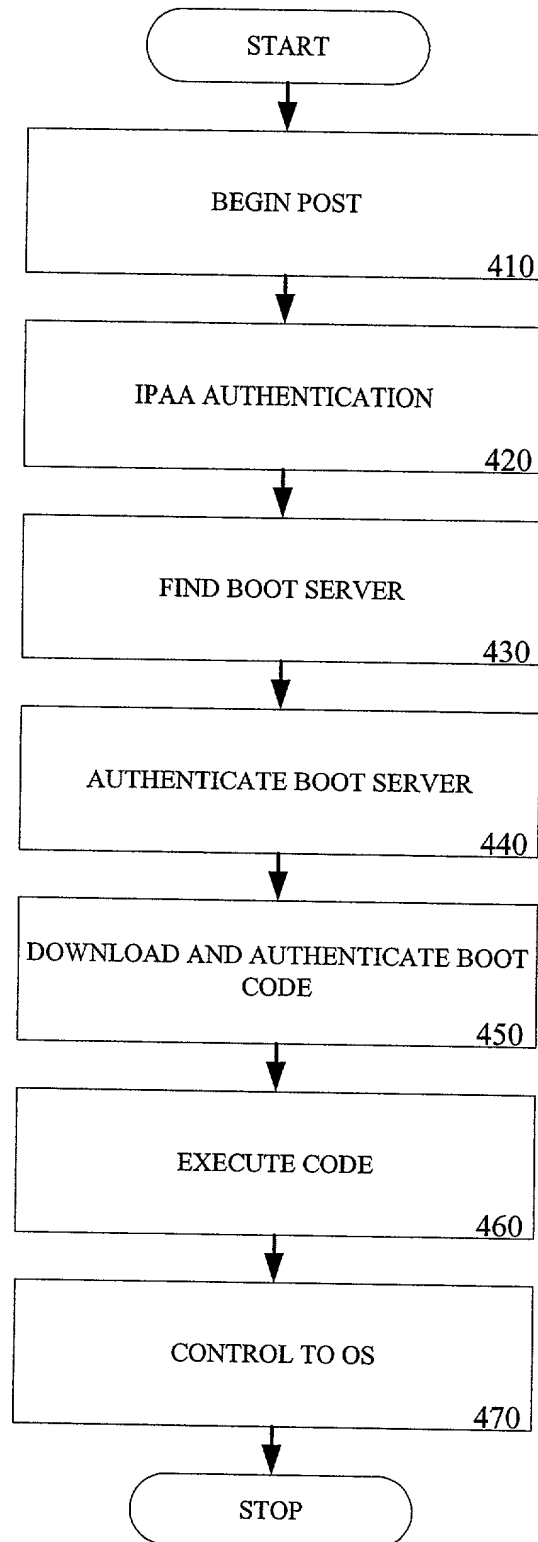 START
BEGIN POST
410
IPAA AUTHENTICATION
420
FIND BOOT SERVER
430
AUTHENTICATE BOOT SERVER
440
DOWNLOAD AND AUTHENTICATE BOOT
CODE
450
EXECUTE CODE
460
CONTROL TO OS
470
STOP